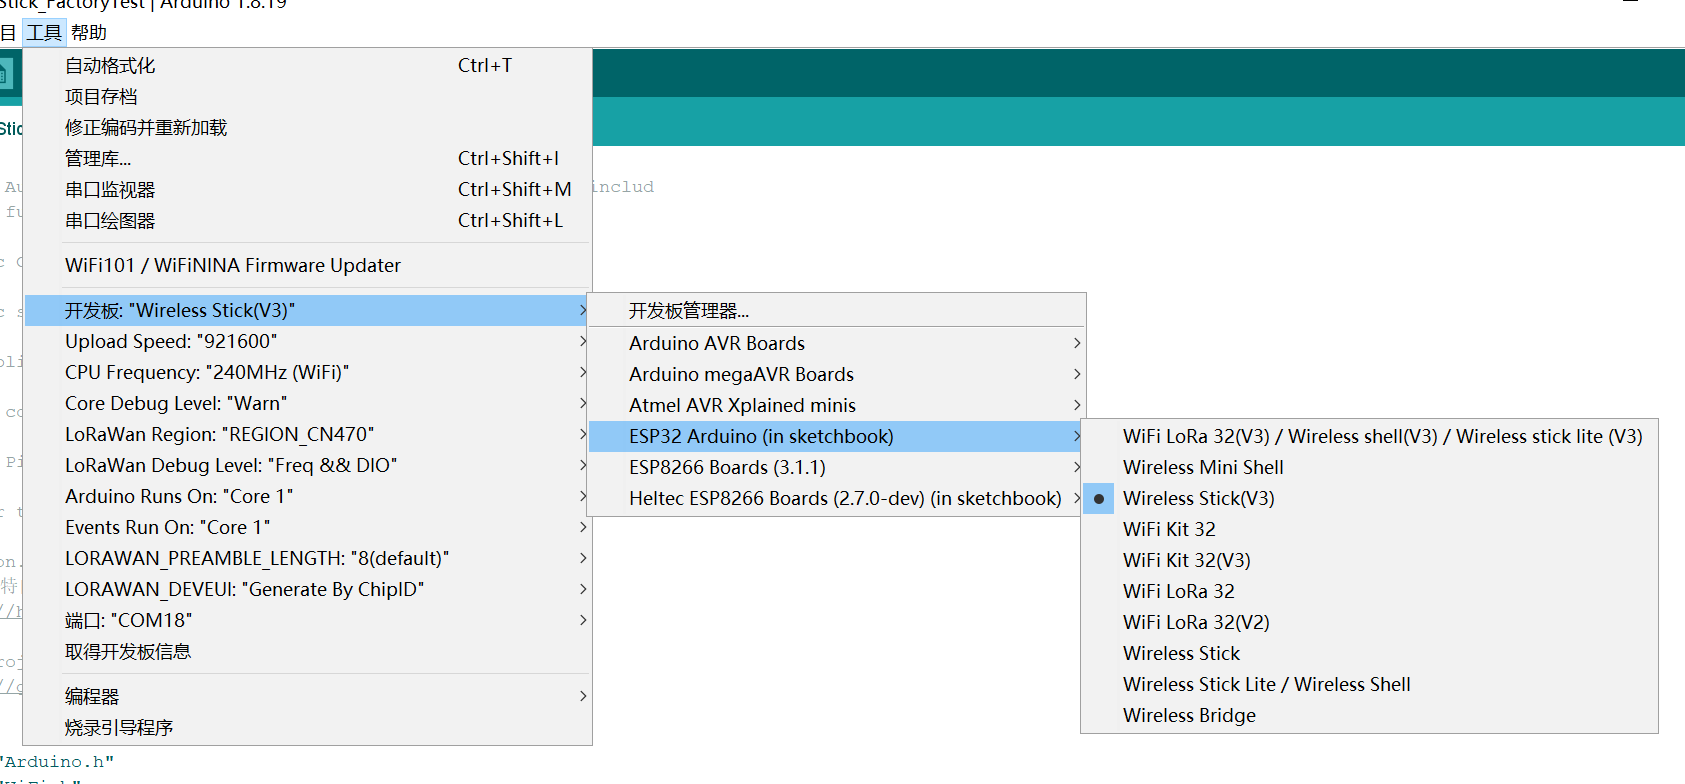 Stick_FactoryTest | Arduino 1.8.19
目 工具 帮助
自动格式化 Ctrl+T
项目存档
修正编码并重新加载
管理库... Ctrl+Shift+I
串口监视器 Ctrl+Shift+M
串口绘图器 Ctrl+Shift+L
WiFi101 / WiFiNINA Firmware Updater
开发板: "Wireless Stick(V3)"
Upload Speed: "921600"
CPU Frequency: "240MHz (WiFi)"
Core Debug Level: "Warn"
LoRaWan Region: "REGION_CN470"
LoRaWan Debug Level: "Freq && DIO"
Arduino Runs On: "Core 1"
Events Run On: "Core 1"
LORAWAN_PREAMBLE_LENGTH: "8(default)"
LORAWAN_DEVEUI: "Generate By ChipID"
端口: "COM18"
取得开发板信息
编程器
烧录引导程序
开发板管理器...
Arduino AVR Boards
Arduino megaAVR Boards
Atmel AVR Xplained minis
ESP32 Arduino (in sketchbook)
ESP8266 Boards (3.1.1)
Heltec ESP8266 Boards (2.7.0-dev) (in sketchbook)
WiFi LoRa 32(V3) / Wireless shell(V3) / Wireless stick lite (V3)
Wireless Mini Shell
Wireless Stick(V3)
WiFi Kit 32
WiFi Kit 32(V3)
WiFi LoRa 32
WiFi LoRa 32(V2)
Wireless Stick
Wireless Stick Lite / Wireless Shell
Wireless Bridge
Stic
Au
includ
fu
c
c s
li
co
Pi
r t
on.
特
//h
roj
"Arduino.h"